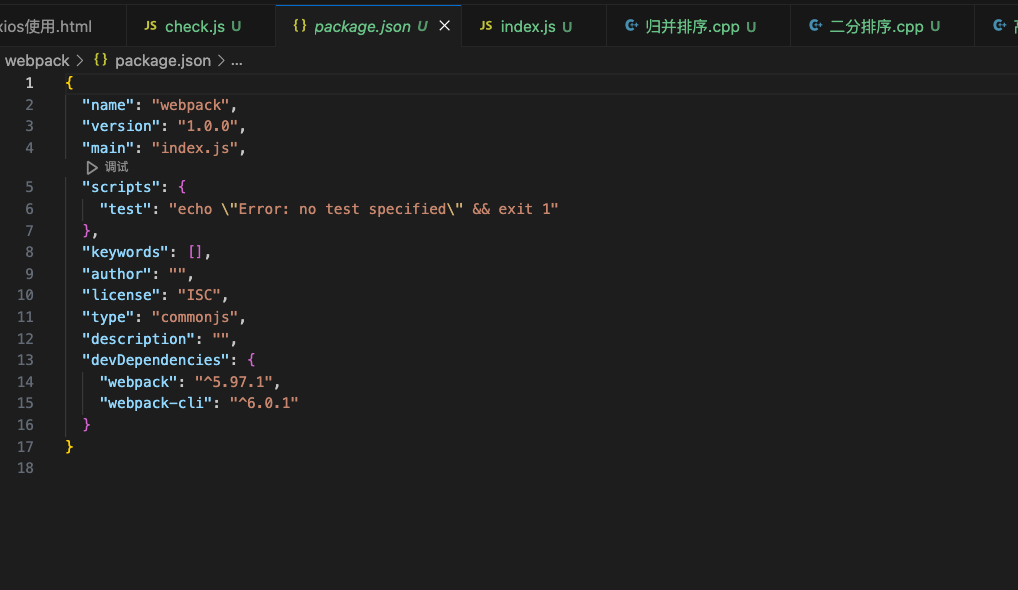 xios使用.html JS check.js U {} package.json U × JS index.js U 归并排序.cpp U 二分排序.cpp U
webpack > {} package.json > ...
1 {
2 "name": "webpack",
3 "version": "1.0.0",
4 "main": "index.js",
调试
5 "scripts": {
6 "test": "echo \"Error: no test specified\" && exit 1"
7 },
8 "keywords": [],
9 "author": "",
10 "license": "ISC",
11 "type": "commonjs",
12 "description": "",
13 "devDependencies": {
14 "webpack": "^5.97.1",
15 "webpack-cli": "^6.0.1"
16 }
17 }
18